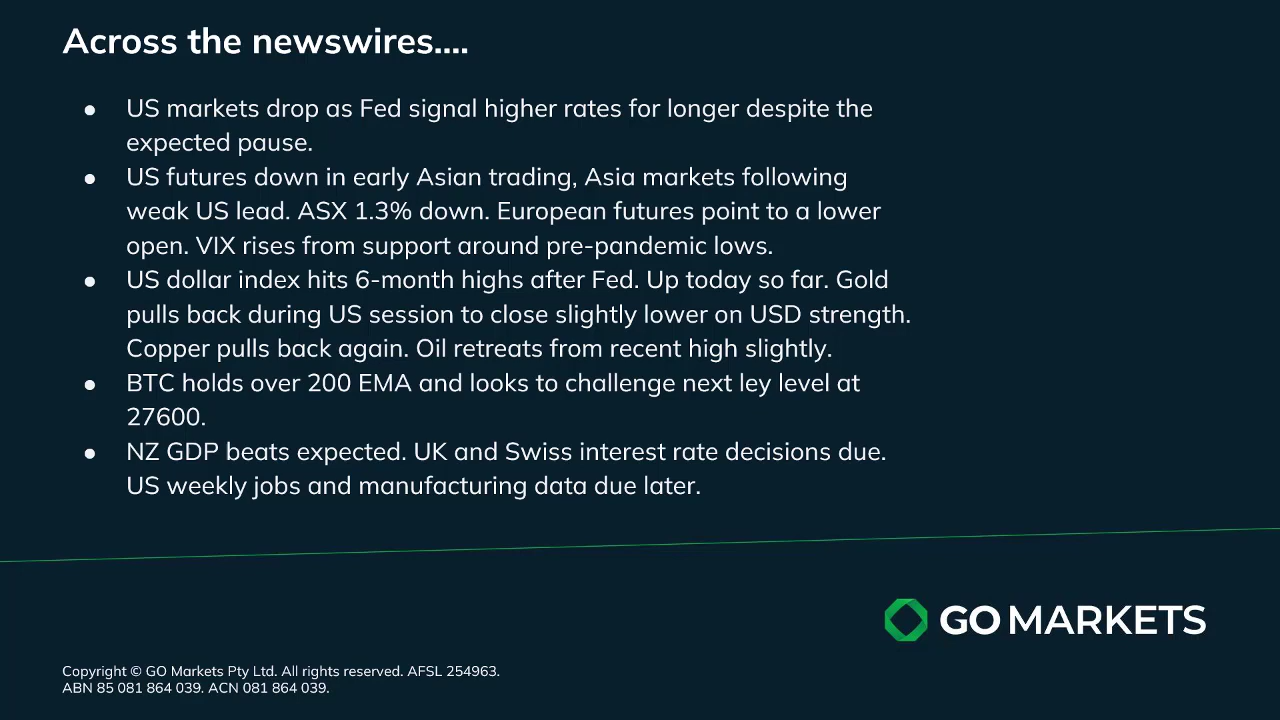 Across the newswires....
● US markets drop as Fed signal higher rates for longer despite the
expected pause.
● US futures down in early Asian trading, Asia markets following
weak US lead. ASX 1.3% down. European futures point to a lower
open. VIX rises from support around pre-pandemic lows.
● US dollar index hits 6-month highs after Fed. Up today so far. Gold
pulls back during US session to close slightly lower on USD strength.
Copper pulls back again. Oil retreats from recent high slightly.
● BTC holds over 200 EMA and looks to challenge next ley level at
27600.
● NZ GDP beats expected. UK and Swiss interest rate decisions due.
US weekly jobs and manufacturing data due later.
GO MARKETS
Copyright © GO Markets Pty Ltd. All rights reserved. AFSL 254963.
ABN 85 081 864 039. ACN 081 864 039.